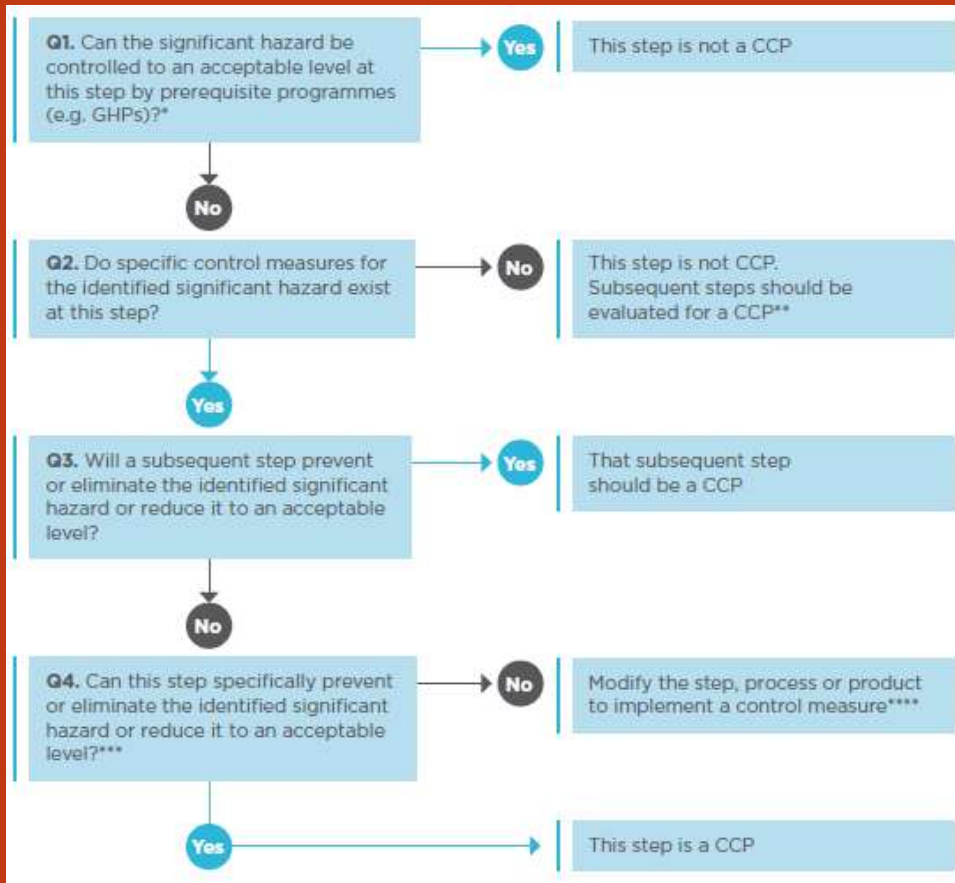 Q1. Can the significant hazard be
controlled to an acceptable level at
this step by prerequisite programmes
(e.g. GHPs)?*
Yes
This step is not a CCP
No
Q2. Do specific control measures for
the identified significant hazard exist
at this step?
No
This step is not CCP.
Subsequent steps should be
evaluated for a CCP**
Yes
Q3. Will a subsequent step prevent
or eliminate the identified significant
hazard or reduce it to an acceptable
level?
Yes
That subsequent step
should be a CCP
No
Q4. Can this step specifically prevent
or eliminate the identified significant
hazard or reduce it to an acceptable
level?***
No
Modify the step, process or product
to implement a control measure****
Yes
This step is a CCP